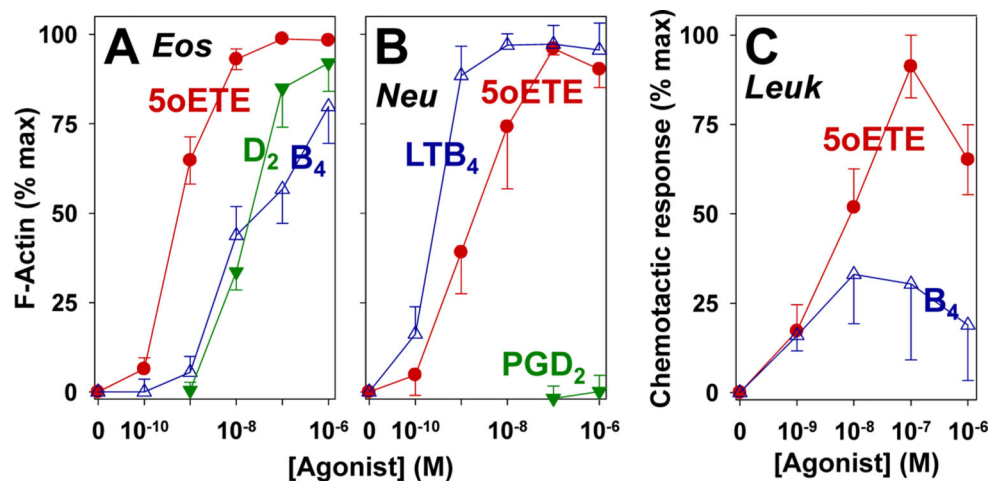 A Eos
F-Actin (% max)
100
75
50
25
0
5oETE
D₂
B₄
0 10⁻¹⁰ 10⁻⁸ 10⁻⁶
B
Neu
LTB₄
5oETE
PGD₂
0 10⁻¹⁰ 10⁻⁸ 10⁻⁶
[Agonist] (M)
C
Leuk
Chemotactic response (% max)
100
75
50
25
0
5oETE
B₄
0 10⁻⁹ 10⁻⁸ 10⁻⁷ 10⁻⁶
[Agonist] (M)